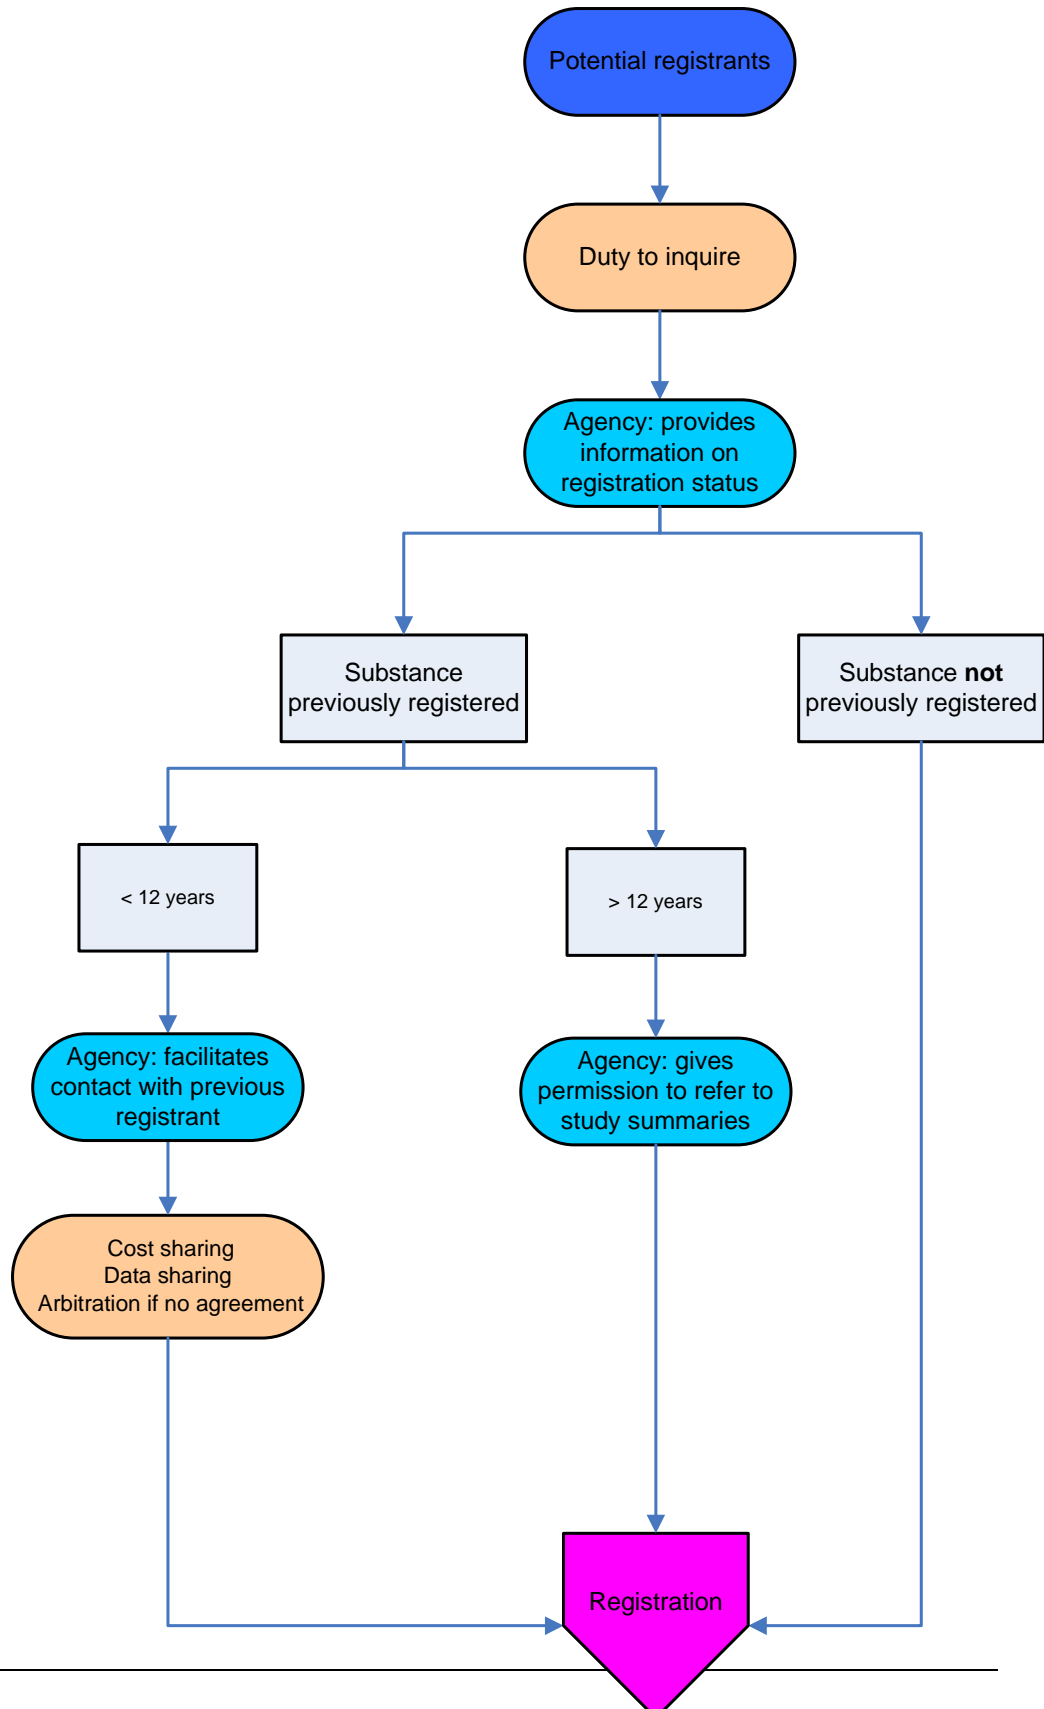 Potential registrants
Duty to inquire
Agency: provides
information on
registration status
Substance
previously registered
Substance not
previously registered
< 12 years
> 12 years
Agency: facilitates
contact with previous
registrant
Agency: gives
permission to refer to
study summaries
Cost sharing
Data sharing
Arbitration if no agreement
Registration